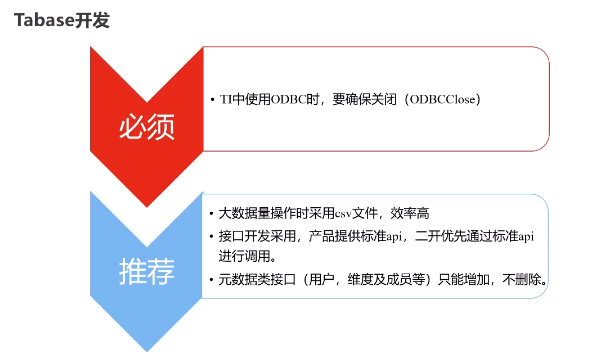 Tabase开发
必须
• TI中使用ODBC时，要确保关闭（ODBCClose）
推荐
• 大数据量操作时采用csv文件，效率高
• 接口开发采用，产品提供标准api，二开优先通过标准api
进行调用。
• 元数据类接口（用户，维度及成员等）只能增加，不删除。